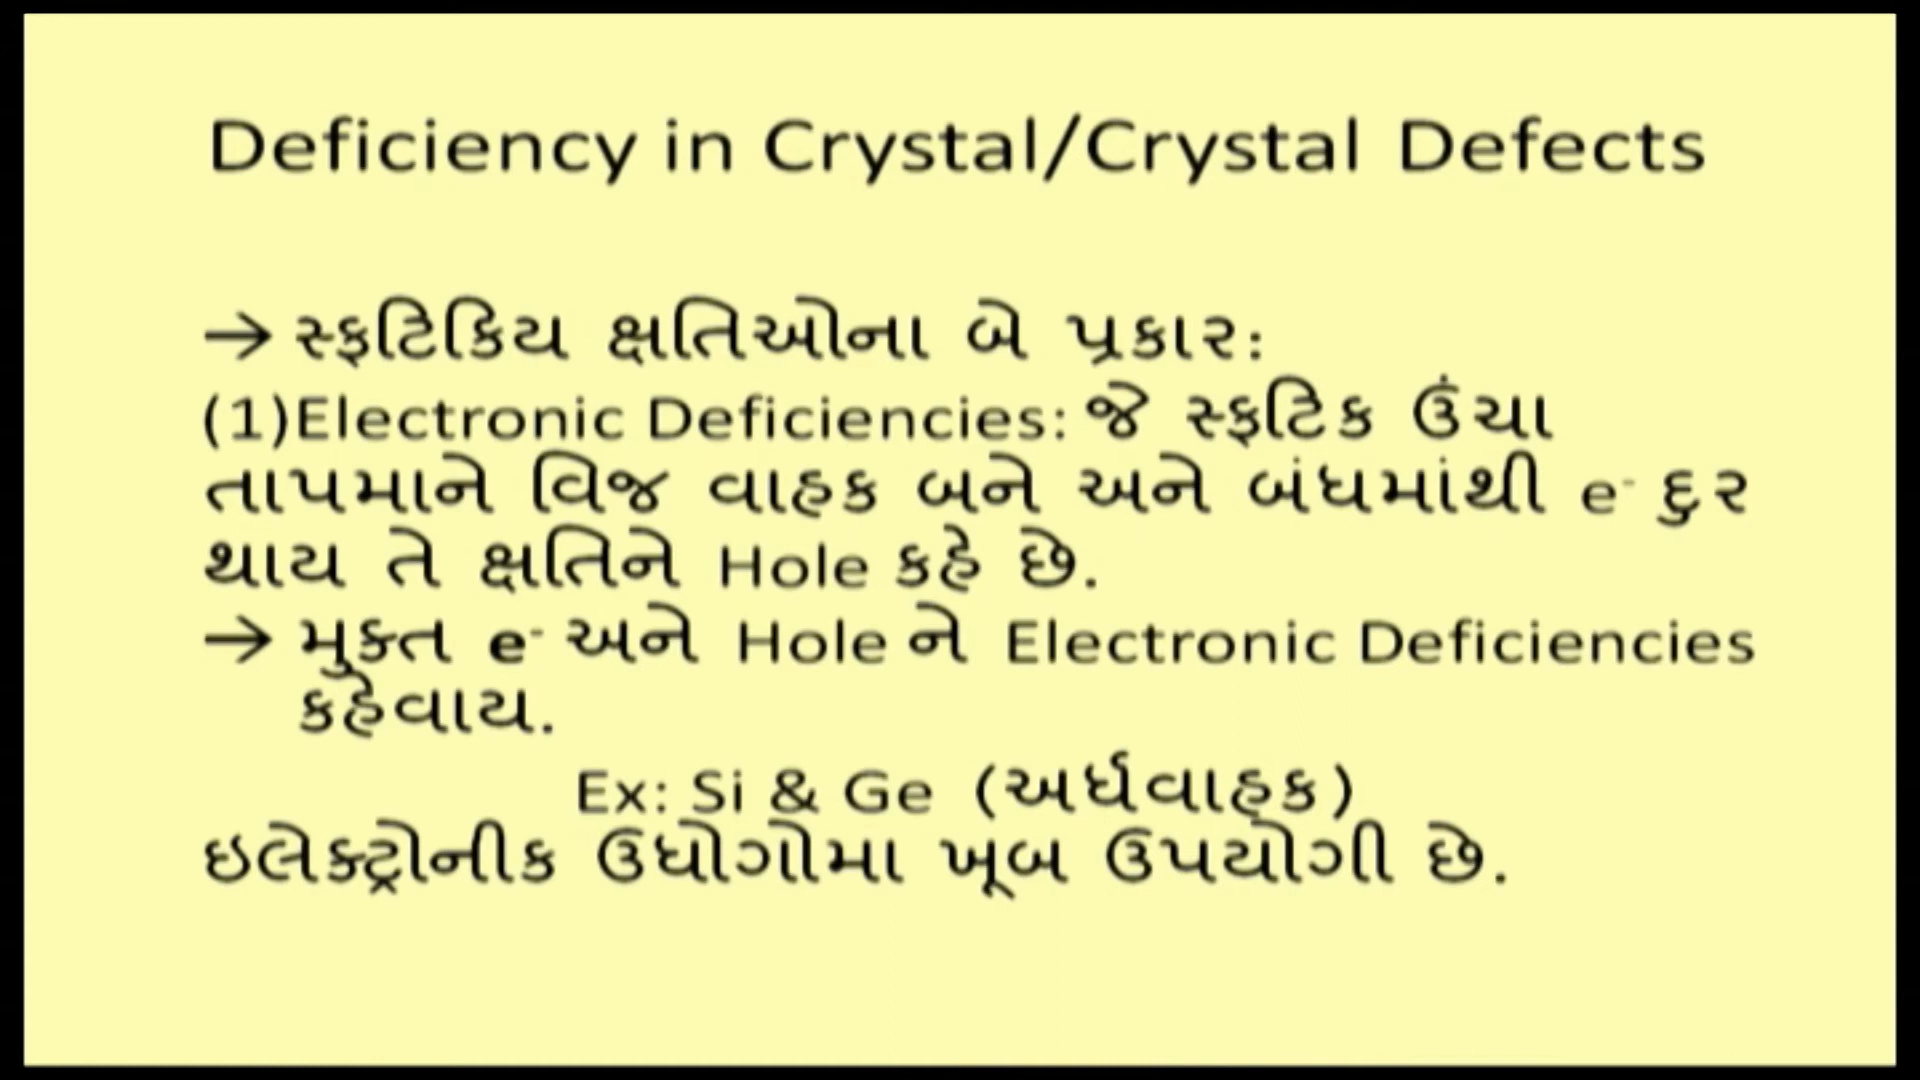 Deficiency in Crystal/Crystal Defects
→ સ્ફટિકિય ક્ષતિઓના બે પ્રકાર:
(1)Electronic Deficiencies: જે સ્ફટિક ઉંચા
તાપમાને વિજ વાહક બને અને બંધમાંથી e⁻ દુર
થાય તે ક્ષતિને Hole કહે છે.
→ મુક્ત e⁻ અને Hole ને Electronic Deficiencies
કહેવાય.
Ex: Si & Ge (અર્ધવાહક)
ઇલેક્ટ્રોનીક ઉધોગોમા ખૂબ ઉપયોગી છે.